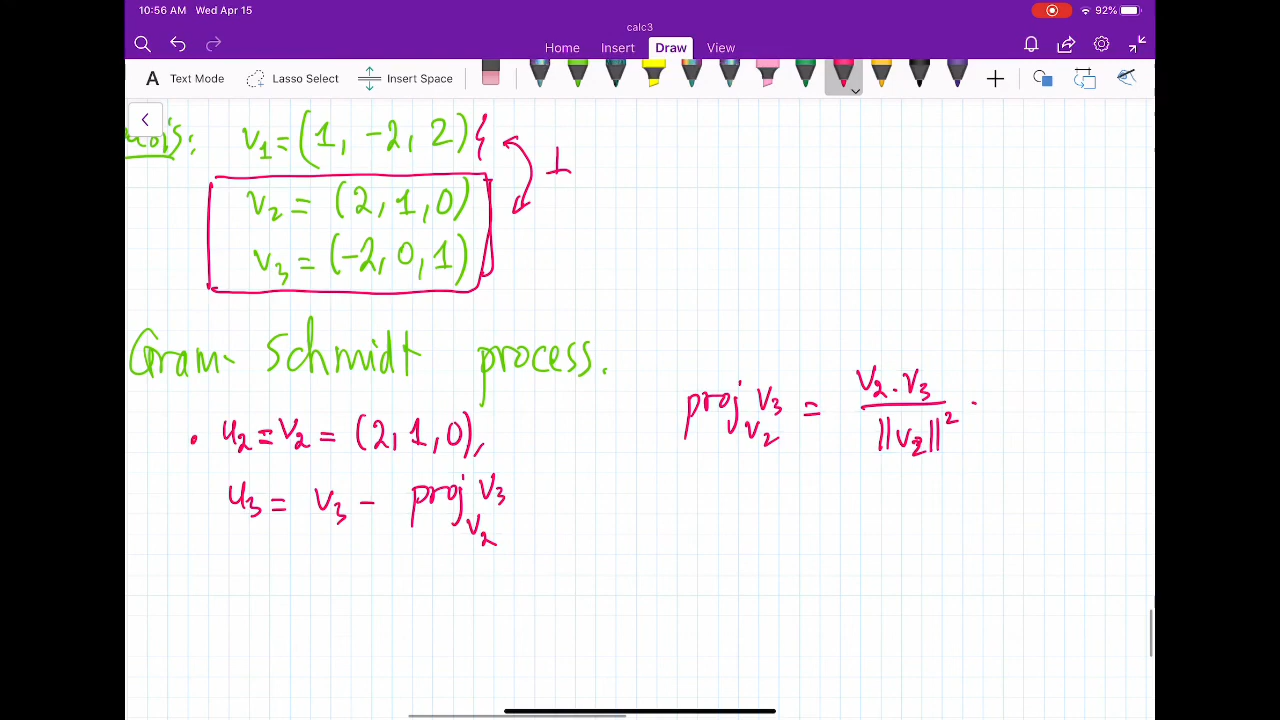 10:56 AM Wed Apr 15
92%
calc3
Home Insert Draw View
A Text Mode Lasso Select Insert Space
v₁ = (1, -2, 2)
⊥
v₂ = (2, 1, 0)
v₃ = (-2, 0, 1)
Gram-Schmidt process.
proj_v₂ v₃ = v₂ · v₃ / ||v₂||² ·
· u₂ = v₂ = (2, 1, 0),
u₃ = v₃ - proj_v₂ v₃